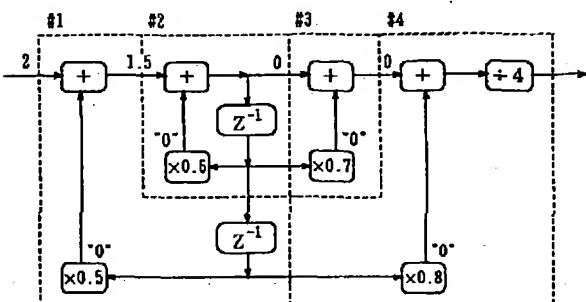 #1 #2 #3 #4
2 + 1.5 + 0 + 0 + ÷4
Z⁻¹
"0" "0"
×0.6 ×0.7
Z⁻¹
"0" "0"
×0.5 ×0.8